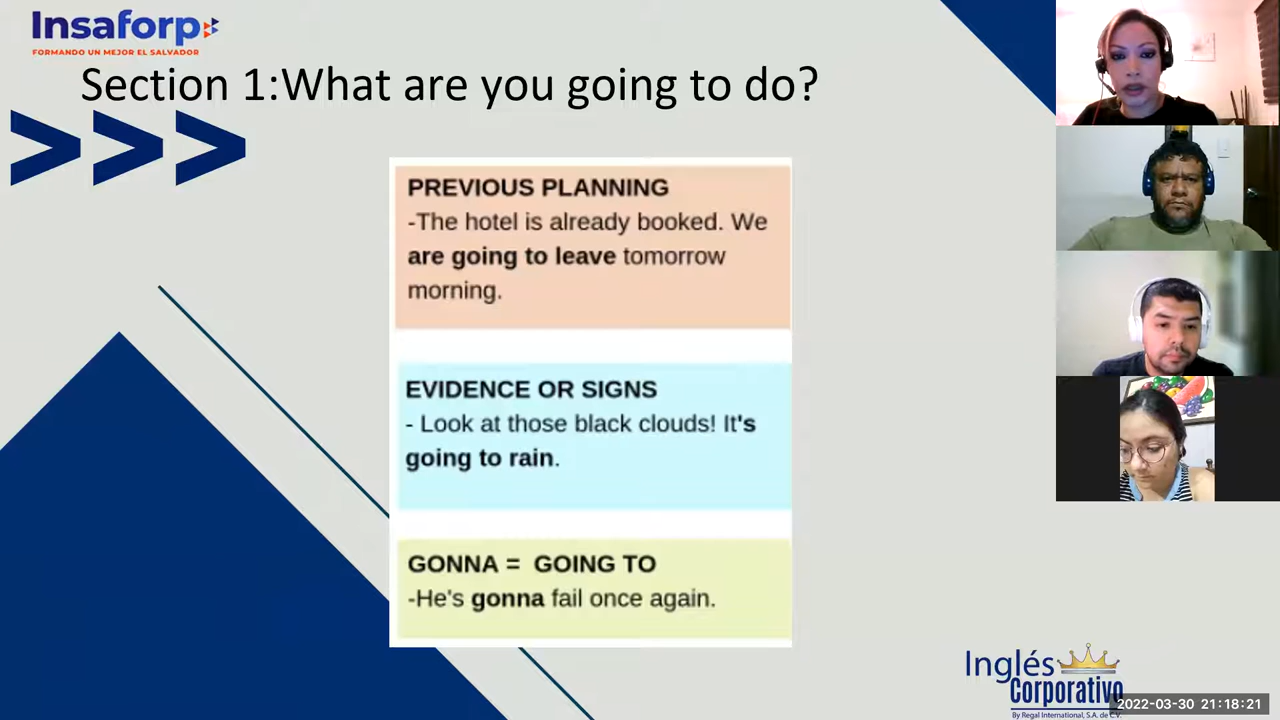 Insaforp
FORMANDO UN MEJOR EL SALVADOR
Section 1:What are you going to do?
>>>
PREVIOUS PLANNING
-The hotel is already booked. We
are going to leave tomorrow
morning.
EVIDENCE OR SIGNS
- Look at those black clouds! It's
going to rain.
GONNA = GOING TO
-He's gonna fail once again.
Inglés
Corporativo
By Regal International, S.A. de C.V.
2022-03-30 21:18:21